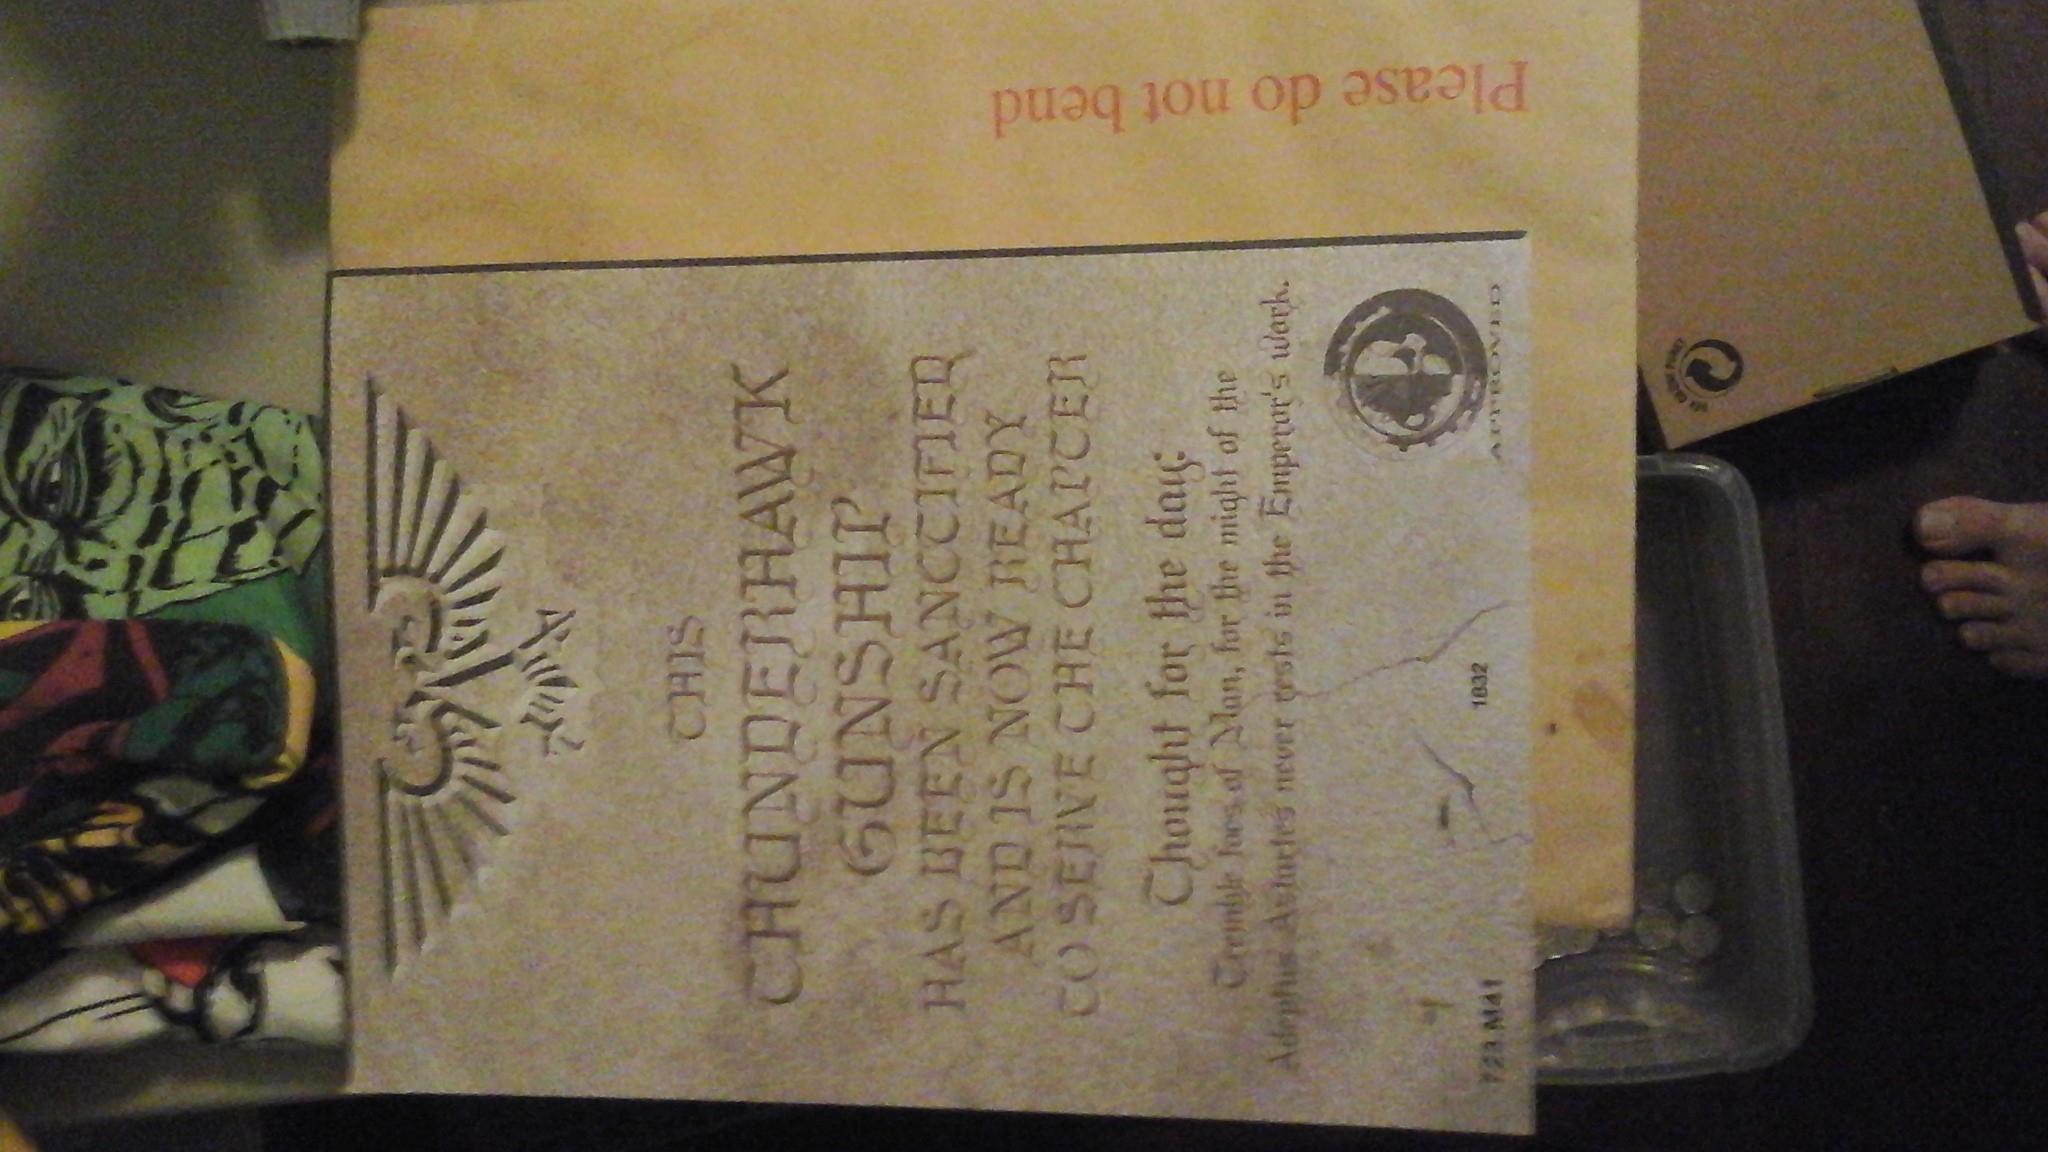 Please do not bend
THIS
THUNDERHAWK
GUNSHIP
HAS BEEN SANCTIFIED
AND IS NOW READY
TO SERVE THE CHAPTER
Thought for the day:
Tremble foes of Man, for the might of the
Adeptus Astartes never rests in the Emperor's work.
723.M41
1832
APPROVED